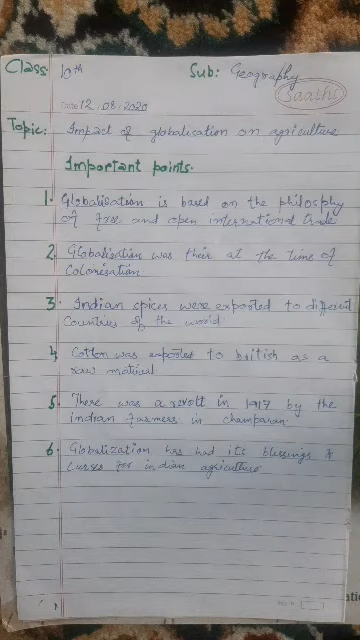 Class 10th Sub: Geography
Saathi
Date 12.08.2020
Topic: Impact of globalisation on agriculture
Important points.
1. Globalisation is based on the philosphy
of free and open international trade
2. Globalisation was their at the time of
Colonisation
3. Indian spices were exported to different
Countries of the world
4. Cotton was exported to british as a
raw material
5. There was a revolt in 1917 by the
indian farmers in champaran.
6. Globalization has had its blessings &
curses for indian agriculture